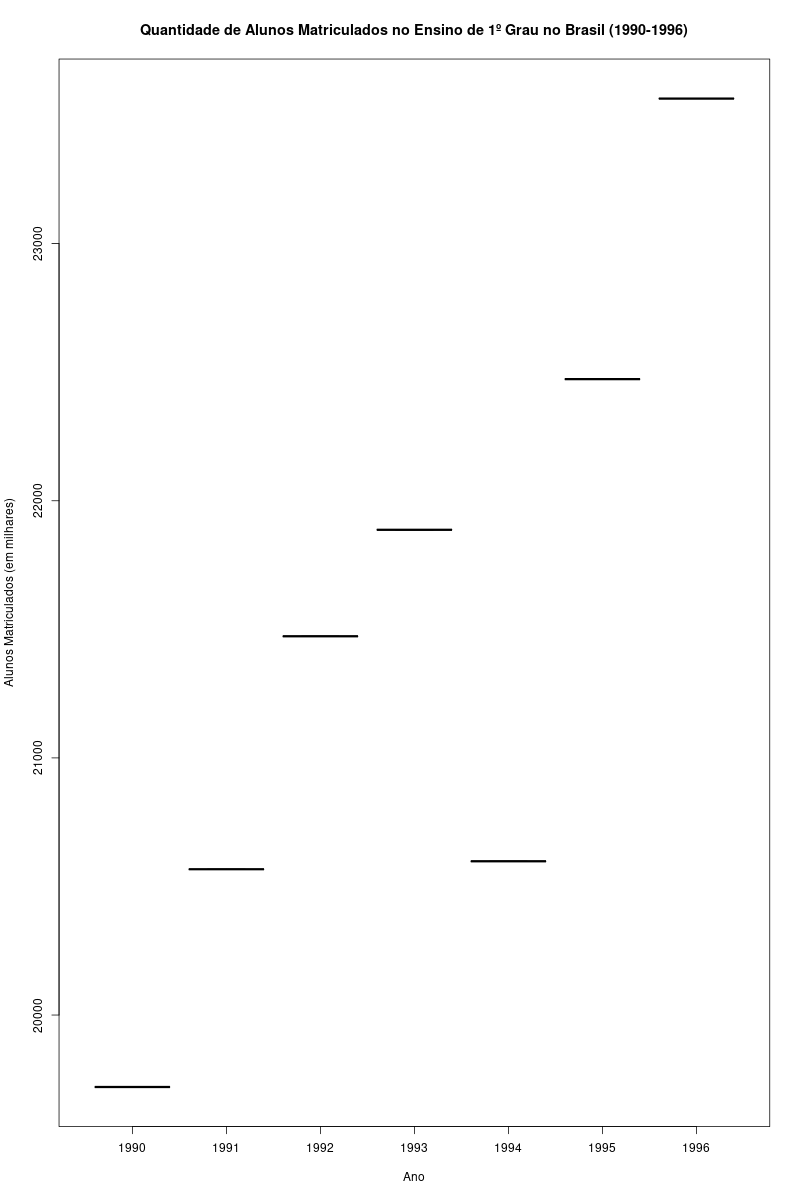 Quantidade de Alunos Matriculados no Ensino de 1º Grau no Brasil (1990-1996)
Alunos Matriculados (em milhares)
23000
22000
21000
20000
1990 1991 1992 1993 1994 1995 1996
Ano